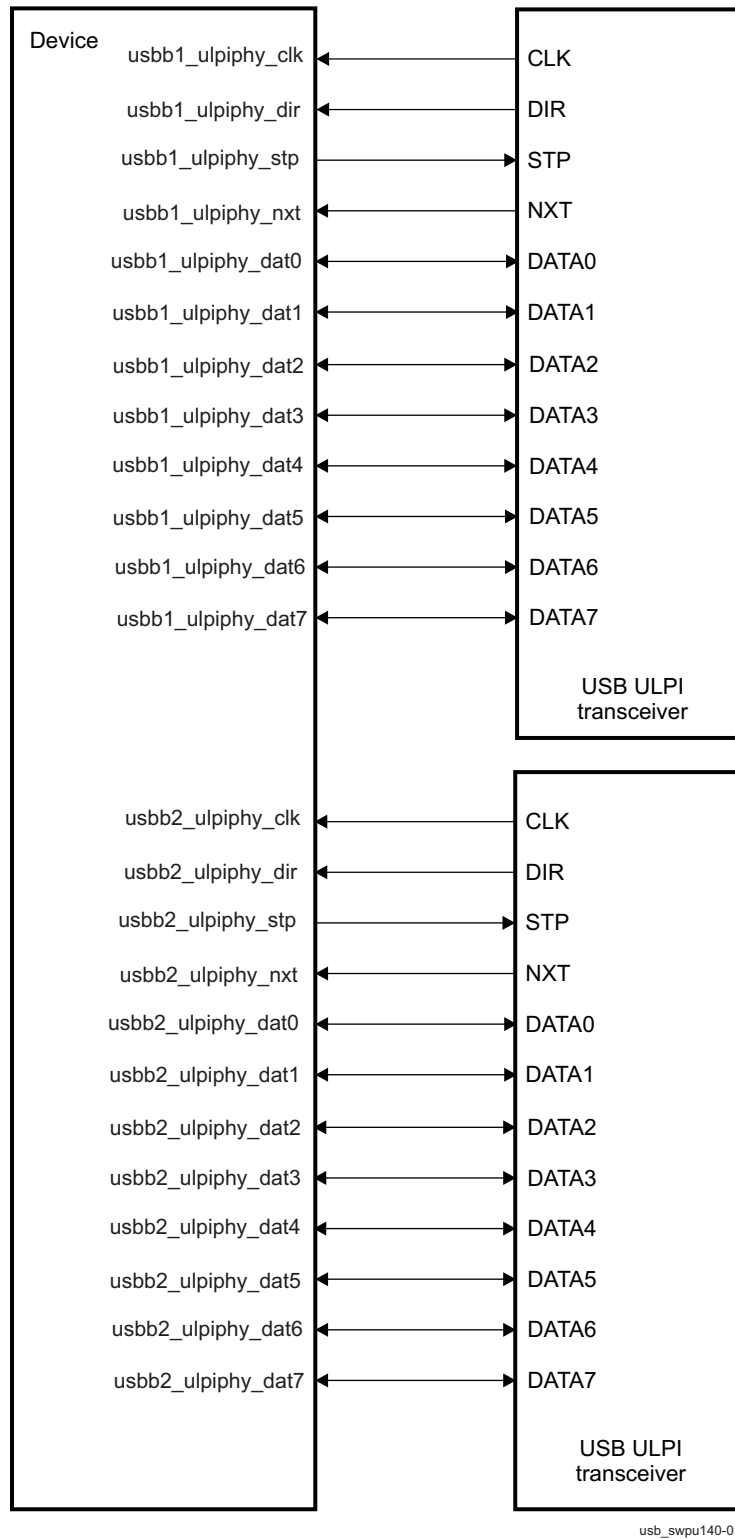 Device
usbb1_ulpiphy_clk CLK
usbb1_ulpiphy_dir DIR
usbb1_ulpiphy_stp STP
usbb1_ulpiphy_nxt NXT
usbb1_ulpiphy_dat0 DATA0
usbb1_ulpiphy_dat1 DATA1
usbb1_ulpiphy_dat2 DATA2
usbb1_ulpiphy_dat3 DATA3
usbb1_ulpiphy_dat4 DATA4
usbb1_ulpiphy_dat5 DATA5
usbb1_ulpiphy_dat6 DATA6
usbb1_ulpiphy_dat7 DATA7
USB ULPI
transceiver
usbb2_ulpiphy_clk CLK
usbb2_ulpiphy_dir DIR
usbb2_ulpiphy_stp STP
usbb2_ulpiphy_nxt NXT
usbb2_ulpiphy_dat0 DATA0
usbb2_ulpiphy_dat1 DATA1
usbb2_ulpiphy_dat2 DATA2
usbb2_ulpiphy_dat3 DATA3
usbb2_ulpiphy_dat4 DATA4
usbb2_ulpiphy_dat5 DATA5
usbb2_ulpiphy_dat6 DATA6
usbb2_ulpiphy_dat7 DATA7
USB ULPI
transceiver